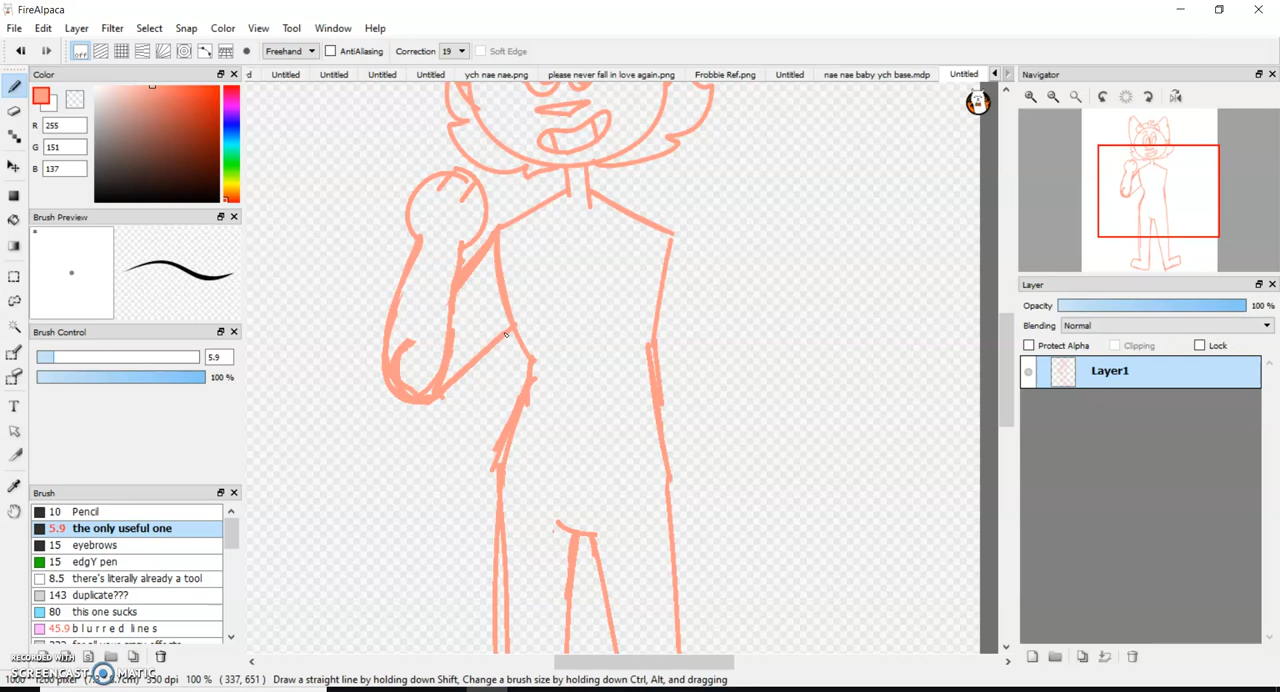 FireAlpaca
File Edit Layer Filter Select Snap Color View Tool Window Help
off Freehand AntiAliasing Correction 19 Soft Edge
Color
d Untitled Untitled Untitled Untitled ych nae nae.png please never fall in love again.png Frobbie Ref.png Untitled nae nae baby ych base.mdp Untitled
Navigator
R 255
G 151
B 137
Brush Preview
Layer
Opacity 100 %
Blending Normal
Protect Alpha Clipping Lock
Layer1
Brush Control
5.9
100 %
Brush
10 Pencil
5.9 the only useful one
15 eyebrows
15 edgY pen
8.5 there's literally already a tool
143 duplicate???
80 this one sucks
45.9 b l u r r e d l i n e s
RECORDED WITH
SCREENCAST MATIC
350 dpi 100 % ( 337, 651 ) Draw a straight line by holding down Shift, Change a brush size by holding down Ctrl, Alt, and dragging